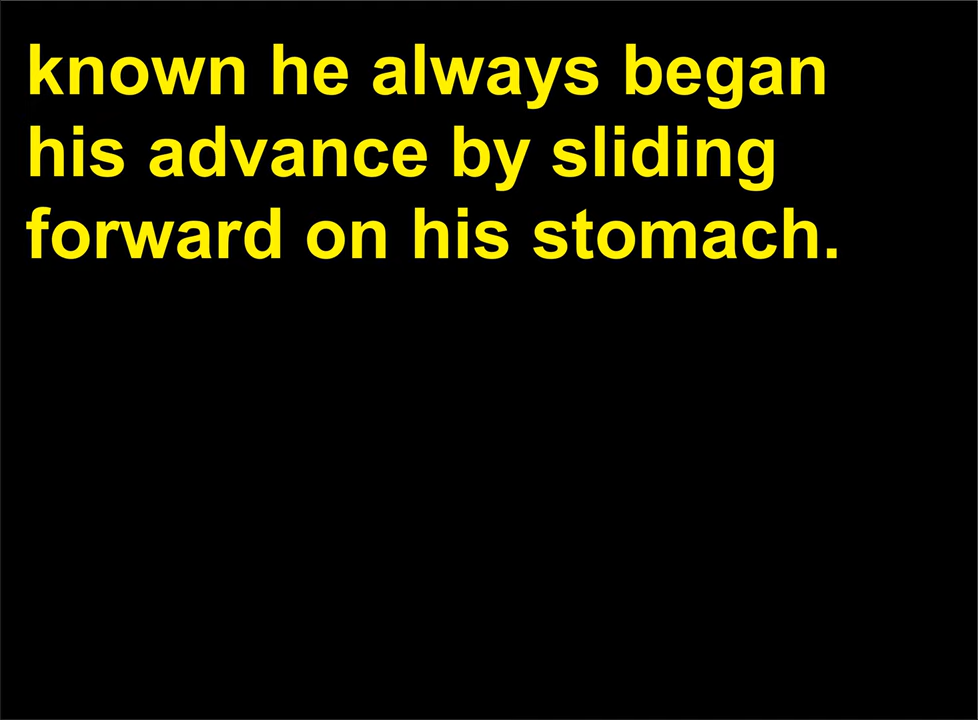 known he always began
his advance by sliding
forward on his stomach.